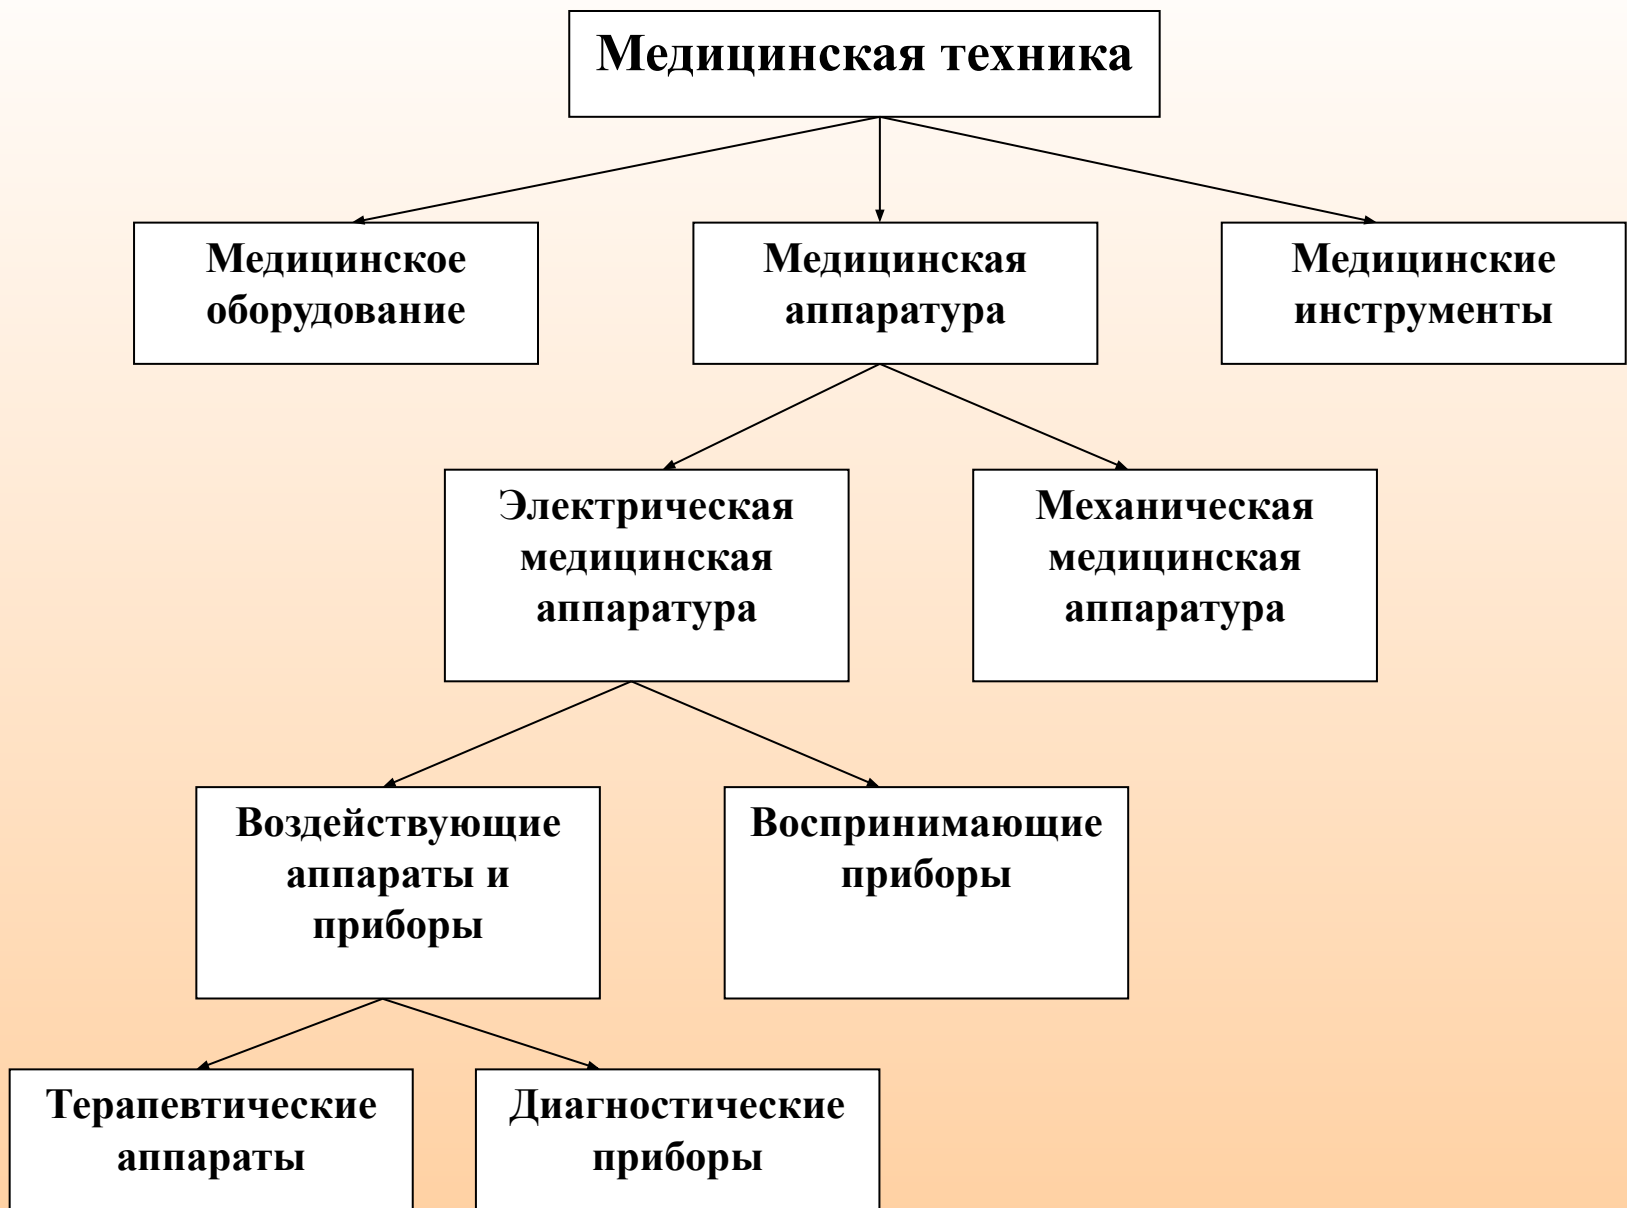 Медицинская техника
Медицинское
оборудование
Медицинская
аппаратура
Медицинские
инструменты
Электрическая
медицинская
аппаратура
Механическая
медицинская
аппаратура
Воздействующие
аппараты и
приборы
Воспринимающие
приборы
Терапевтические
аппараты
Диагностические
приборы